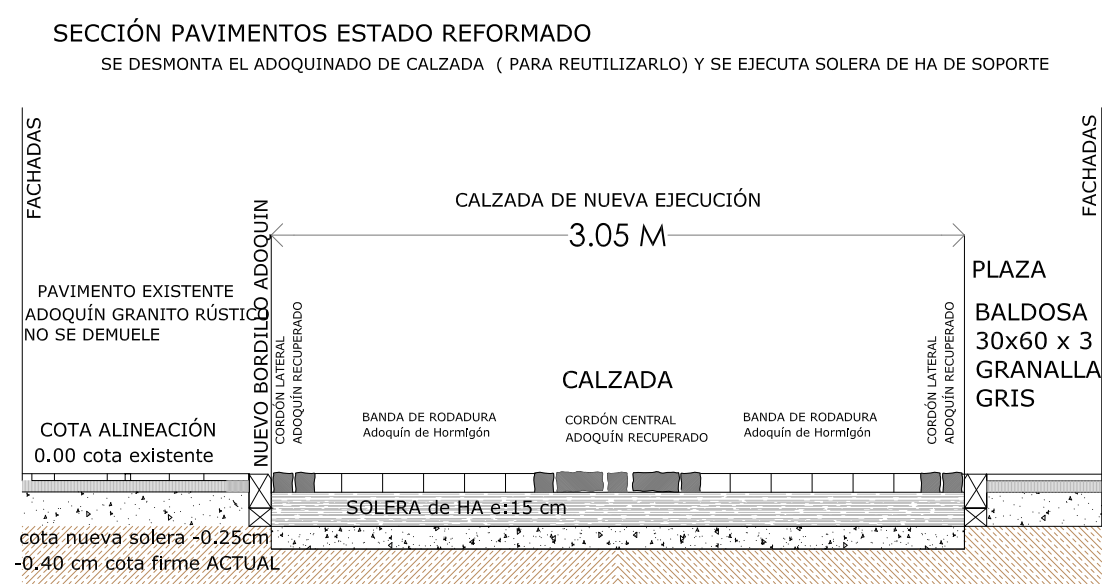 SECCIÓN PAVIMENTOS ESTADO REFORMADO
SE DESMONTA EL ADOQUINADO DE CALZADA ( PARA REUTILIZARLO) Y SE EJECUTA SOLERA DE HA DE SOPORTE
FACHADAS
FACHADAS
CALZADA DE NUEVA EJECUCIÓN
3.05 M
PAVIMENTO EXISTENTE
ADOQUÍN GRANITO RÚSTICO
NO SE DEMUELE
NUEVO BORDILLO ADOQUIN
CORDÓN LATERAL
ADOQUÍN RECUPERADO
CALZADA
CORDÓN LATERAL
ADOQUÍN RECUPERADO
PLAZA
BALDOSA
30x60 x 3
GRANALLA
GRIS
COTA ALINEACIÓN
0.00 cota existente
BANDA DE RODADURA
Adoquín de Hormigón
CORDÓN CENTRAL
ADOQUÍN RECUPERADO
BANDA DE RODADURA
Adoquín de Hormigón
SOLERA de HA e:15 cm
cota nueva solera -0.25cm
-0.40 cm cota firme ACTUAL